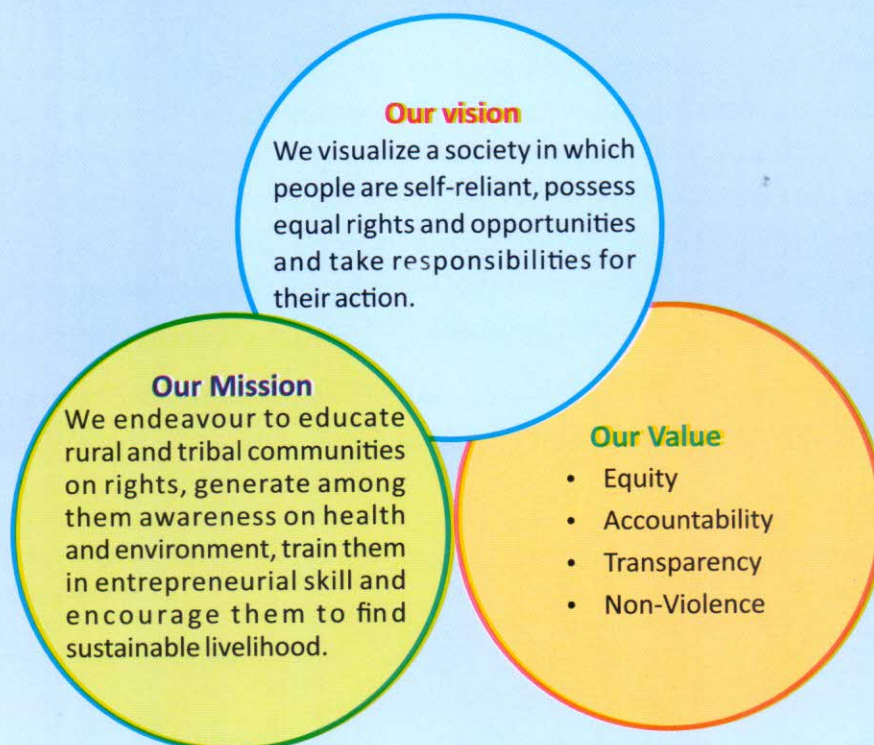 Our vision
We visualize a society in which
people are self-reliant, possess
equal rights and opportunities
and take responsibilities for
their action.
Our Mission
We endeavour to educate
rural and tribal communities
on rights, generate among
them awareness on health
and environment, train them
in entrepreneurial skill and
encourage them to find
sustainable livelihood.
Our Value
• Equity
• Accountability
• Transparency
• Non-Violence